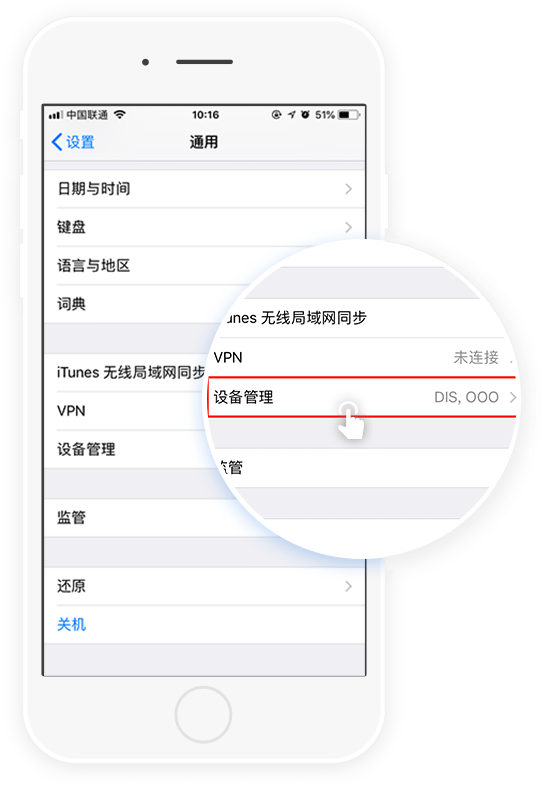 中国联通 10:16 51%
设置 通用
日期与时间
键盘
语言与地区
词典
iTunes 无线局域网同步
VPN
设备管理
监管
还原
关机
iTunes 无线局域网同步
VPN 未连接
设备管理 DIS, OOO
监管